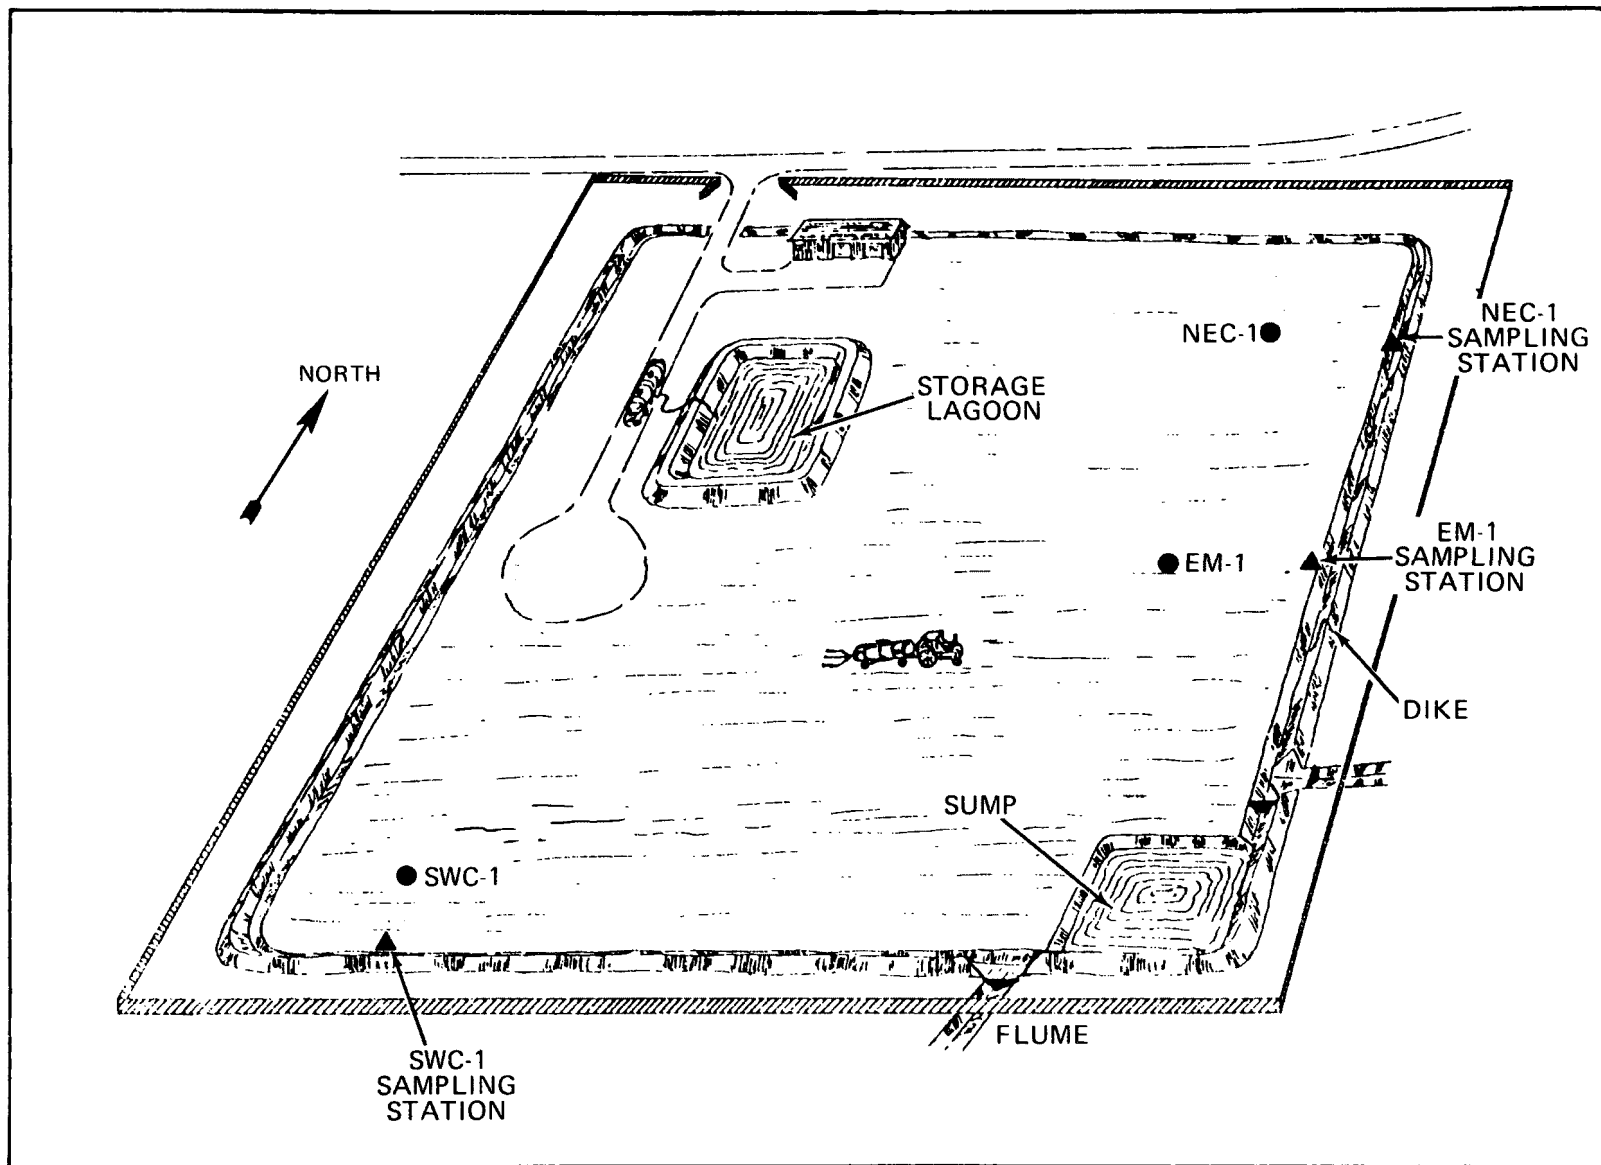 NORTH
STORAGE
LAGOON
NEC-1
NEC-1
SAMPLING
STATION
EM-1
EM-1
SAMPLING
STATION
DIKE
SUMP
SWC-1
FLUME
SWC-1
SAMPLING
STATION